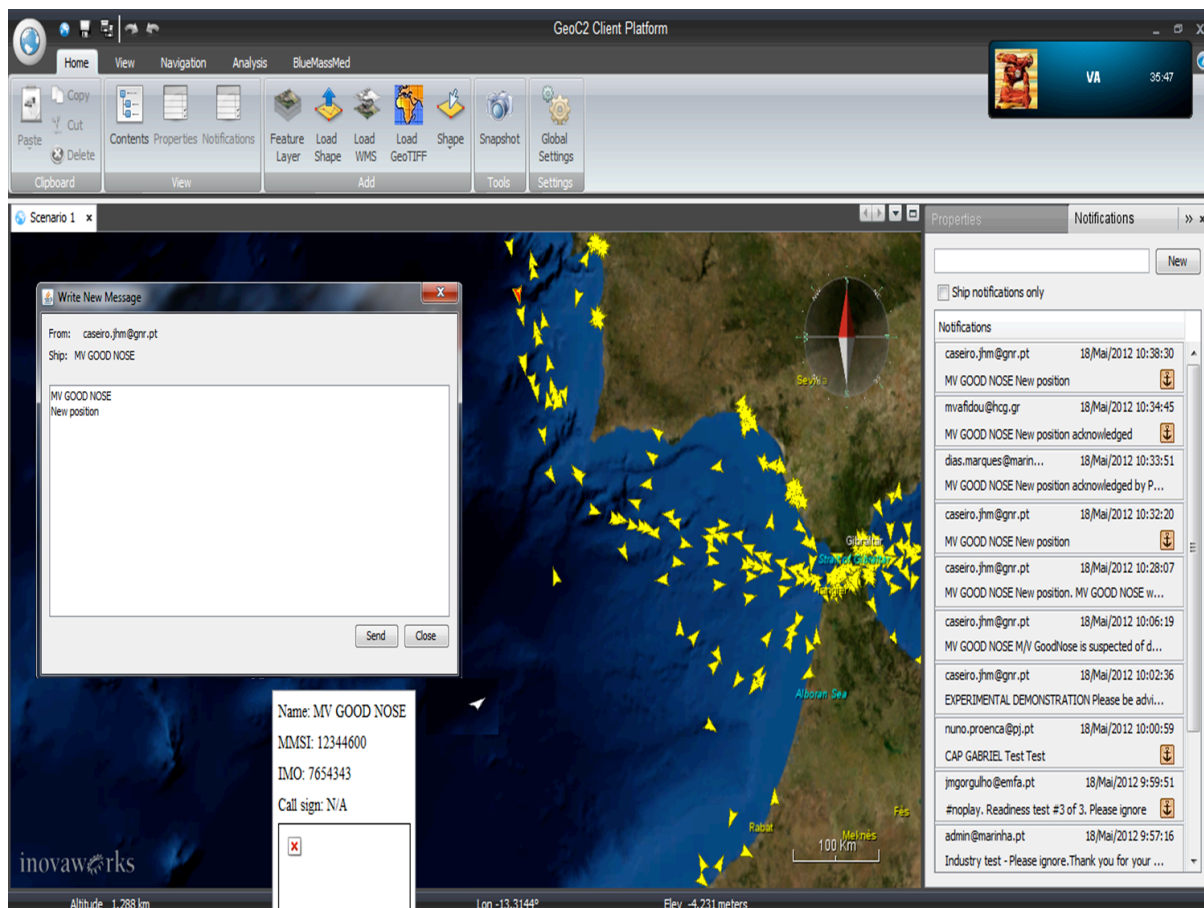 GeoC2 Client Platform
Home View Navigation Analysis BlueMassMed
VA 35:47
Paste
Copy
Cut
Delete
Contents Properties Notifications
Feature Layer
Load Shape
Load WMS
Load GeoTIFF
Shape
Snapshot
Global Settings
Clipboard View Add Tools Settings
Scenario 1
Write New Message
From: caseiro.jhm@gnr.pt
Ship: MV GOOD NOSE
MV GOOD NOSE
New position
Send Close
Name: MV GOOD NOSE
MMSI: 12344600
IMO: 7654343
Call sign: N/A
Gibraltar
Alboran Sea
Rabat
Meknès
Fès
100 Km
inovaworks
Altitude 1.288 km Lon -13.3144° Elev -4.231 meters
Properties Notifications
New
Ship notifications only
Notifications
caseiro.jhm@gnr.pt 18/Mai/2012 10:38:30
MV GOOD NOSE New position
mvafidou@hcg.gr 18/Mai/2012 10:34:45
MV GOOD NOSE New position acknowledged
dias.marques@marin... 18/Mai/2012 10:33:51
MV GOOD NOSE New position acknowledged by P...
caseiro.jhm@gnr.pt 18/Mai/2012 10:32:20
MV GOOD NOSE New position
caseiro.jhm@gnr.pt 18/Mai/2012 10:28:07
MV GOOD NOSE New position. MV GOOD NOSE w...
caseiro.jhm@gnr.pt 18/Mai/2012 10:06:19
MV GOOD NOSE M/V GoodNose is suspected of d...
caseiro.jhm@gnr.pt 18/Mai/2012 10:02:36
EXPERIMENTAL DEMONSTRATION Please be advi...
nuno.proenca@pj.pt 18/Mai/2012 10:00:59
CAP GABRIEL Test Test
jmgorgulho@emfa.pt 18/Mai/2012 9:59:51
#noplay. Readiness test #3 of 3. Please ignore
admin@marinha.pt 18/Mai/2012 9:57:16
Industry test - Please ignore.Thank you for your ...